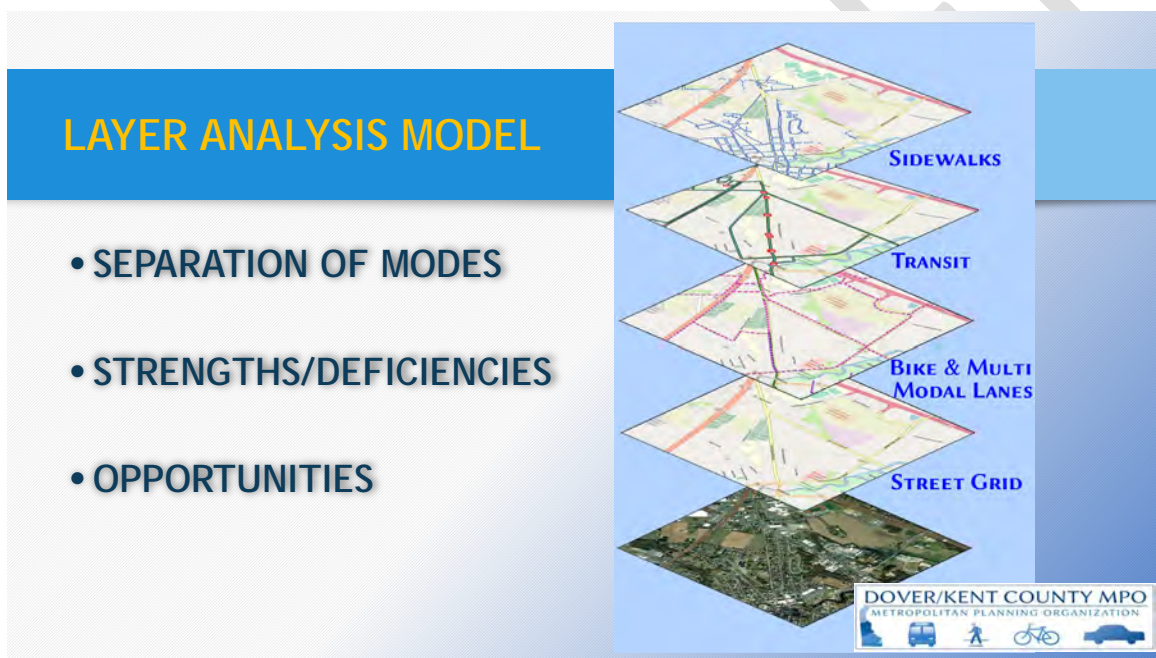 LAYER ANALYSIS MODEL
• SEPARATION OF MODES
• STRENGTHS/DEFICIENCIES
• OPPORTUNITIES
SIDEWALKS
TRANSIT
BIKE & MULTI
MODAL LANES
STREET GRID
DOVER/KENT COUNTY MPO
METROPOLITAN PLANNING ORGANIZATION